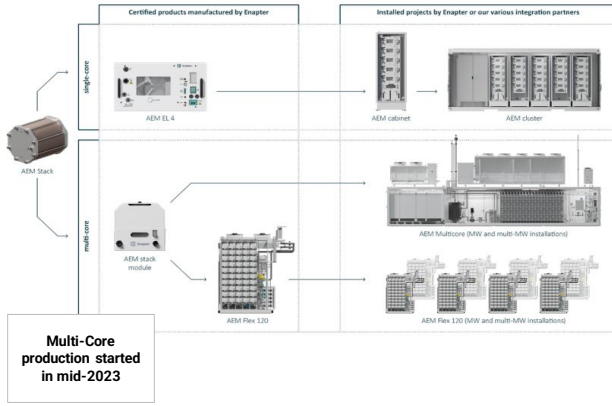 Certified products manufactured by Enapter
Installed projects by Enapter or our various integration partners
single-core
AEM EL 4
AEM cabinet
AEM cluster
AEM Stack
multi-core
AEM stack
module
AEM Flex 120
AEM Multicore (MW and multi-MW installations)
AEM Flex 120 (MW and multi-MW installations)
Multi-Core
production started
in mid-2023